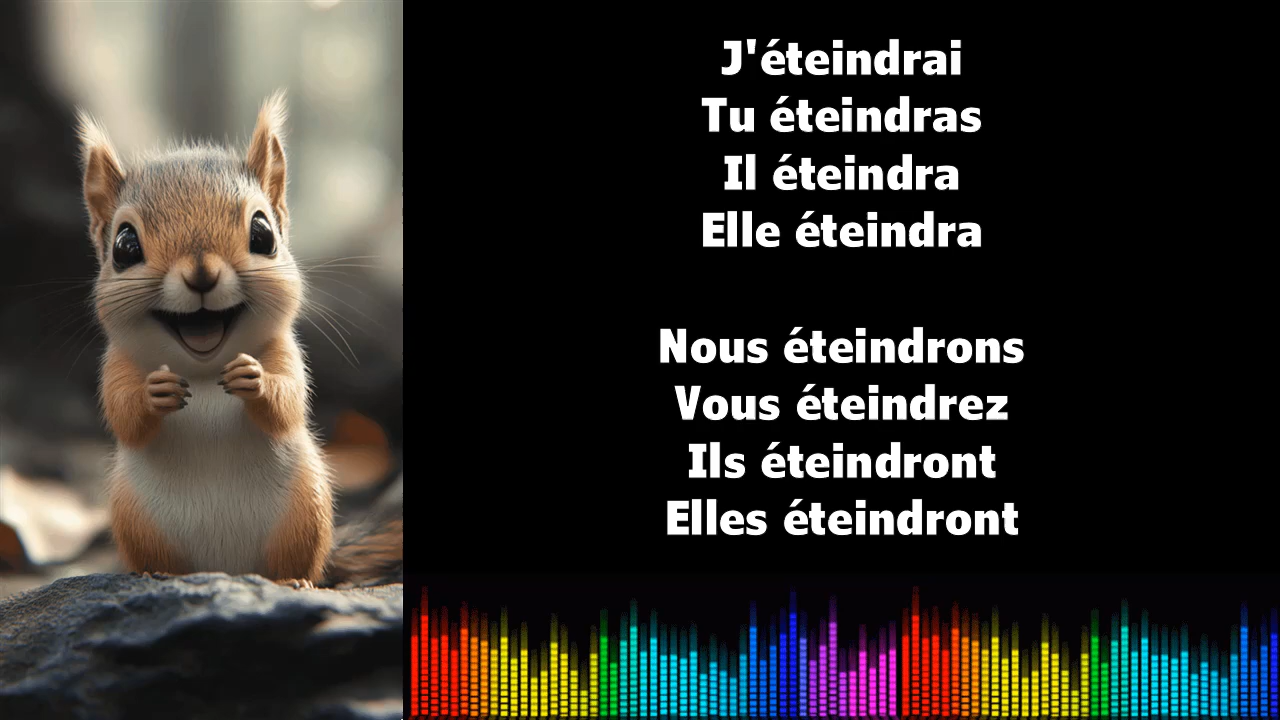 J'éteindrai
Tu éteindras
Il éteindra
Elle éteindra
Nous éteindrons
Vous éteindrez
Ils éteindront
Elles éteindront